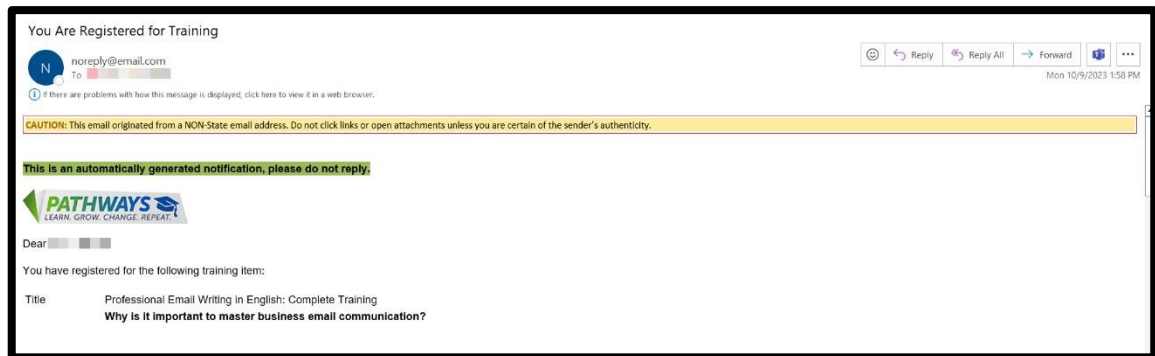 You Are Registered for Training
N
noreply@email.com
To
Reply
Reply All
Forward
Mon 10/9/2023 1:58 PM
If there are problems with how this message is displayed, click here to view it in a web browser.
CAUTION: This email originated from a NON-State email address. Do not click links or open attachments unless you are certain of the sender's authenticity.
This is an automatically generated notification, please do not reply.
PATHWAYS
LEARN. GROW. CHANGE. REPEAT.
Dear
You have registered for the following training item:
Title Professional Email Writing in English: Complete Training
Why is it important to master business email communication?